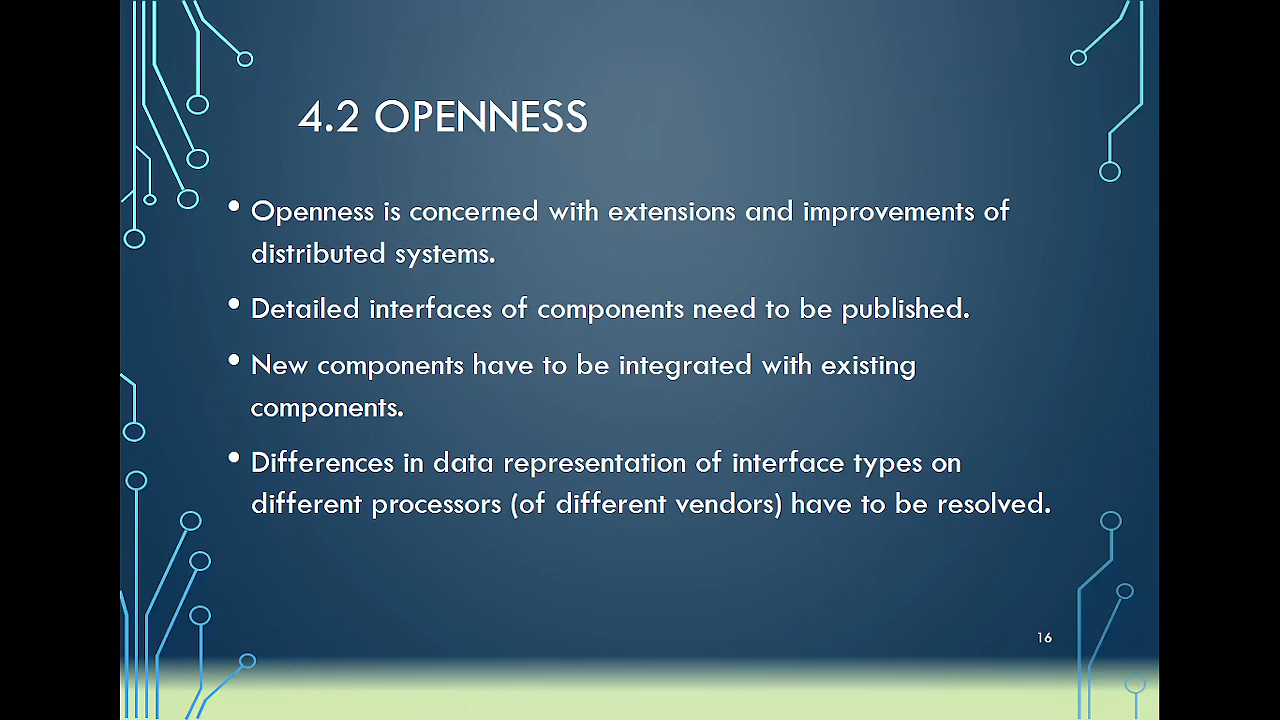 4.2 OPENNESS
• Openness is concerned with extensions and improvements of
distributed systems.
• Detailed interfaces of components need to be published.
• New components have to be integrated with existing
components.
• Differences in data representation of interface types on
different processors (of different vendors) have to be resolved.
16